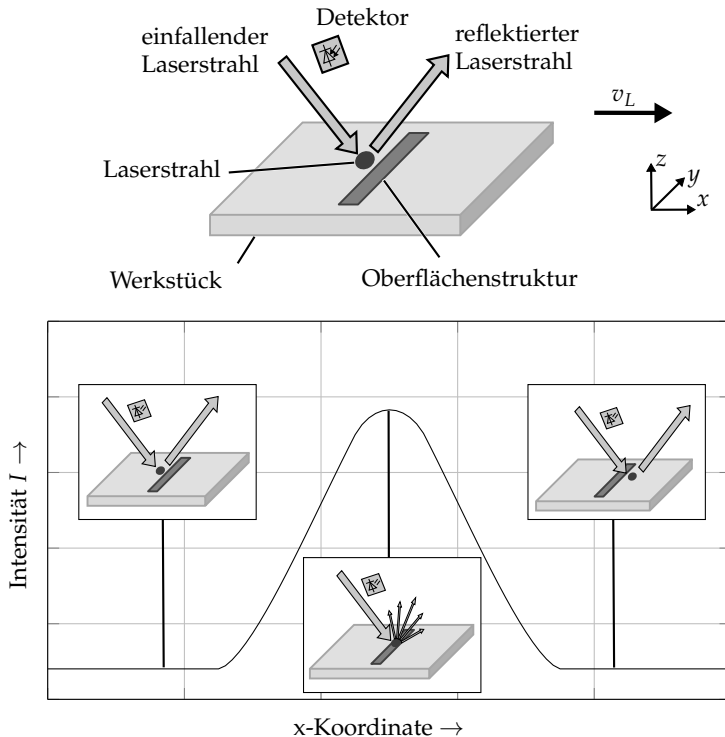 Detektor
einfallender
Laserstrahl
reflektierter
Laserstrahl
v_L
Laserstrahl
z
y
x
Werkstück
Oberflächenstruktur
Intensität I →
x-Koordinate →